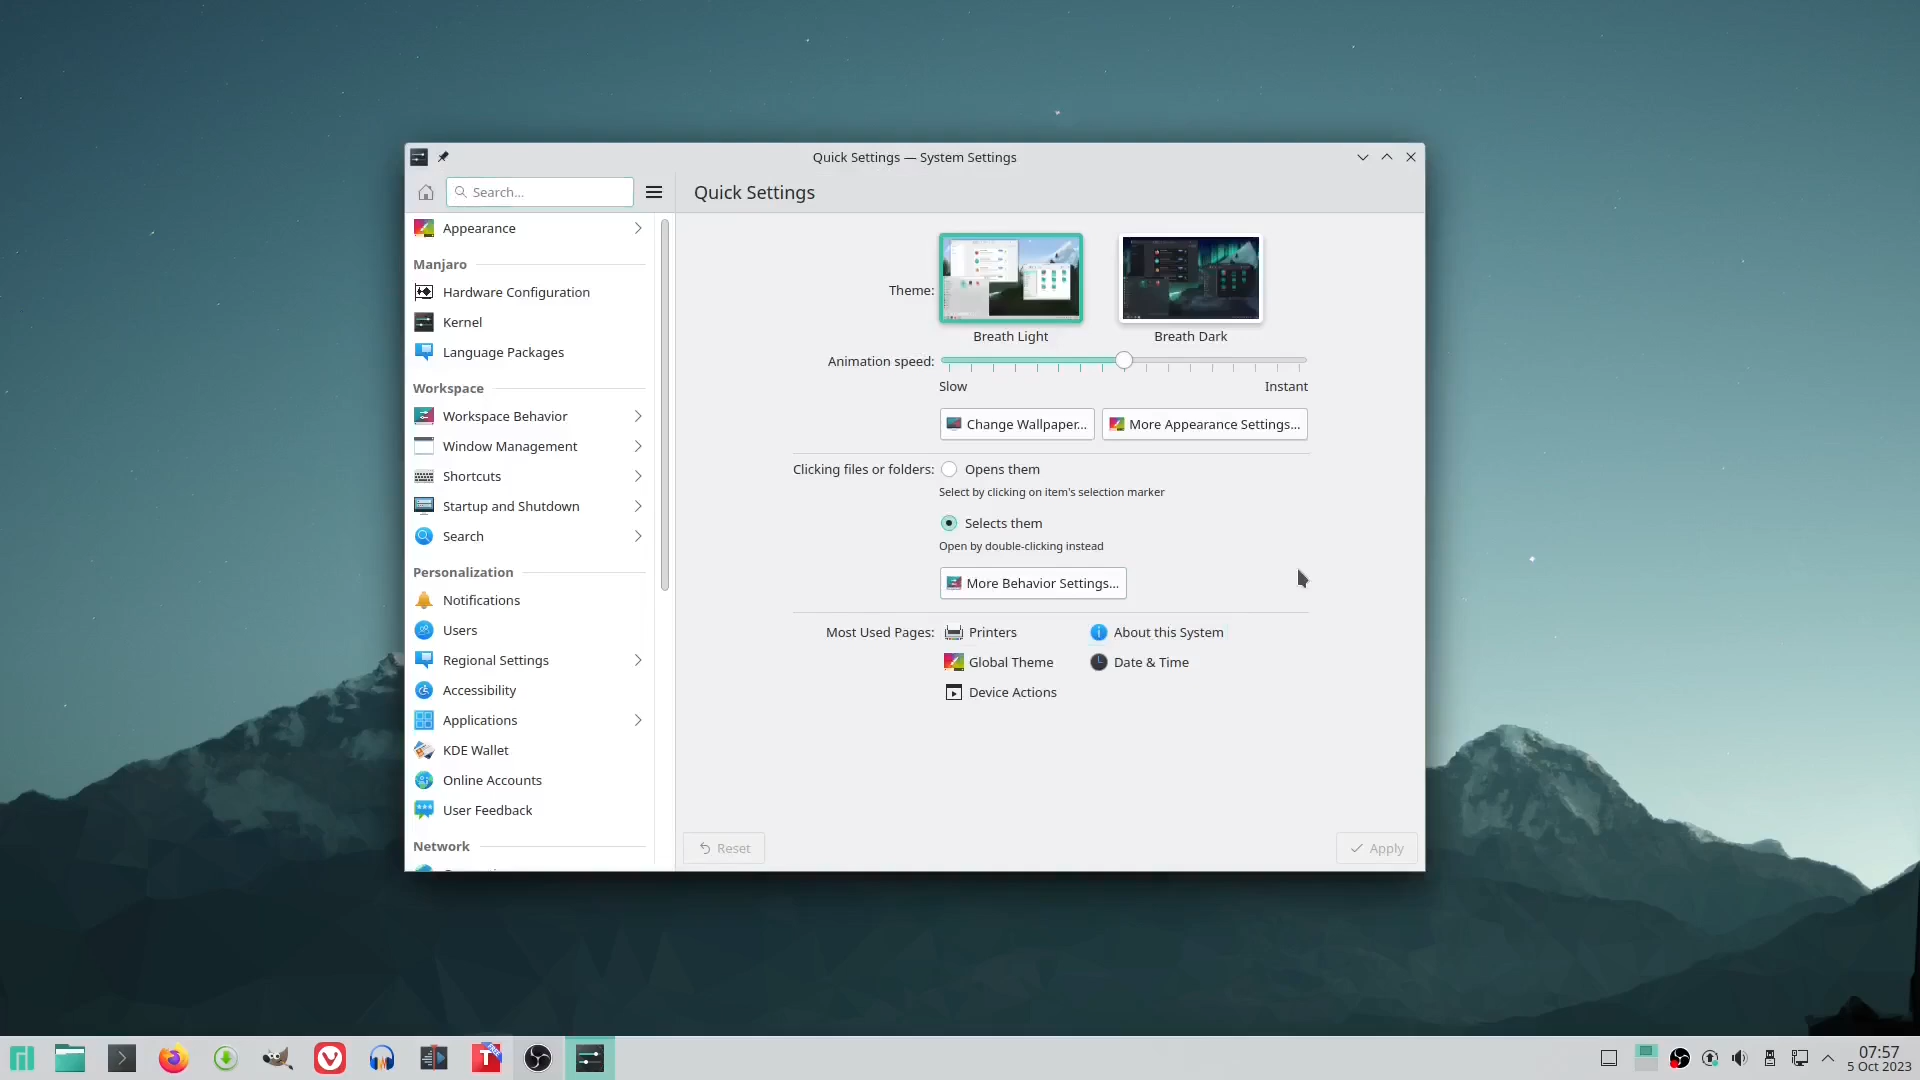 Quick Settings — System Settings
Search...
Quick Settings
Appearance
Manjaro
Hardware Configuration
Kernel
Language Packages
Workspace
Workspace Behavior
Window Management
Shortcuts
Startup and Shutdown
Search
Personalization
Notifications
Users
Regional Settings
Accessibility
Applications
KDE Wallet
Online Accounts
User Feedback
Network
Theme:
Breath Light
Breath Dark
Animation speed:
Slow
Instant
Change Wallpaper...
More Appearance Settings...
Clicking files or folders:
Opens them
Select by clicking on item's selection marker
Selects them
Open by double-clicking instead
More Behavior Settings...
Most Used Pages:
Printers
About this System
Global Theme
Date & Time
Device Actions
Reset
Apply
07:57
5 Oct 2023